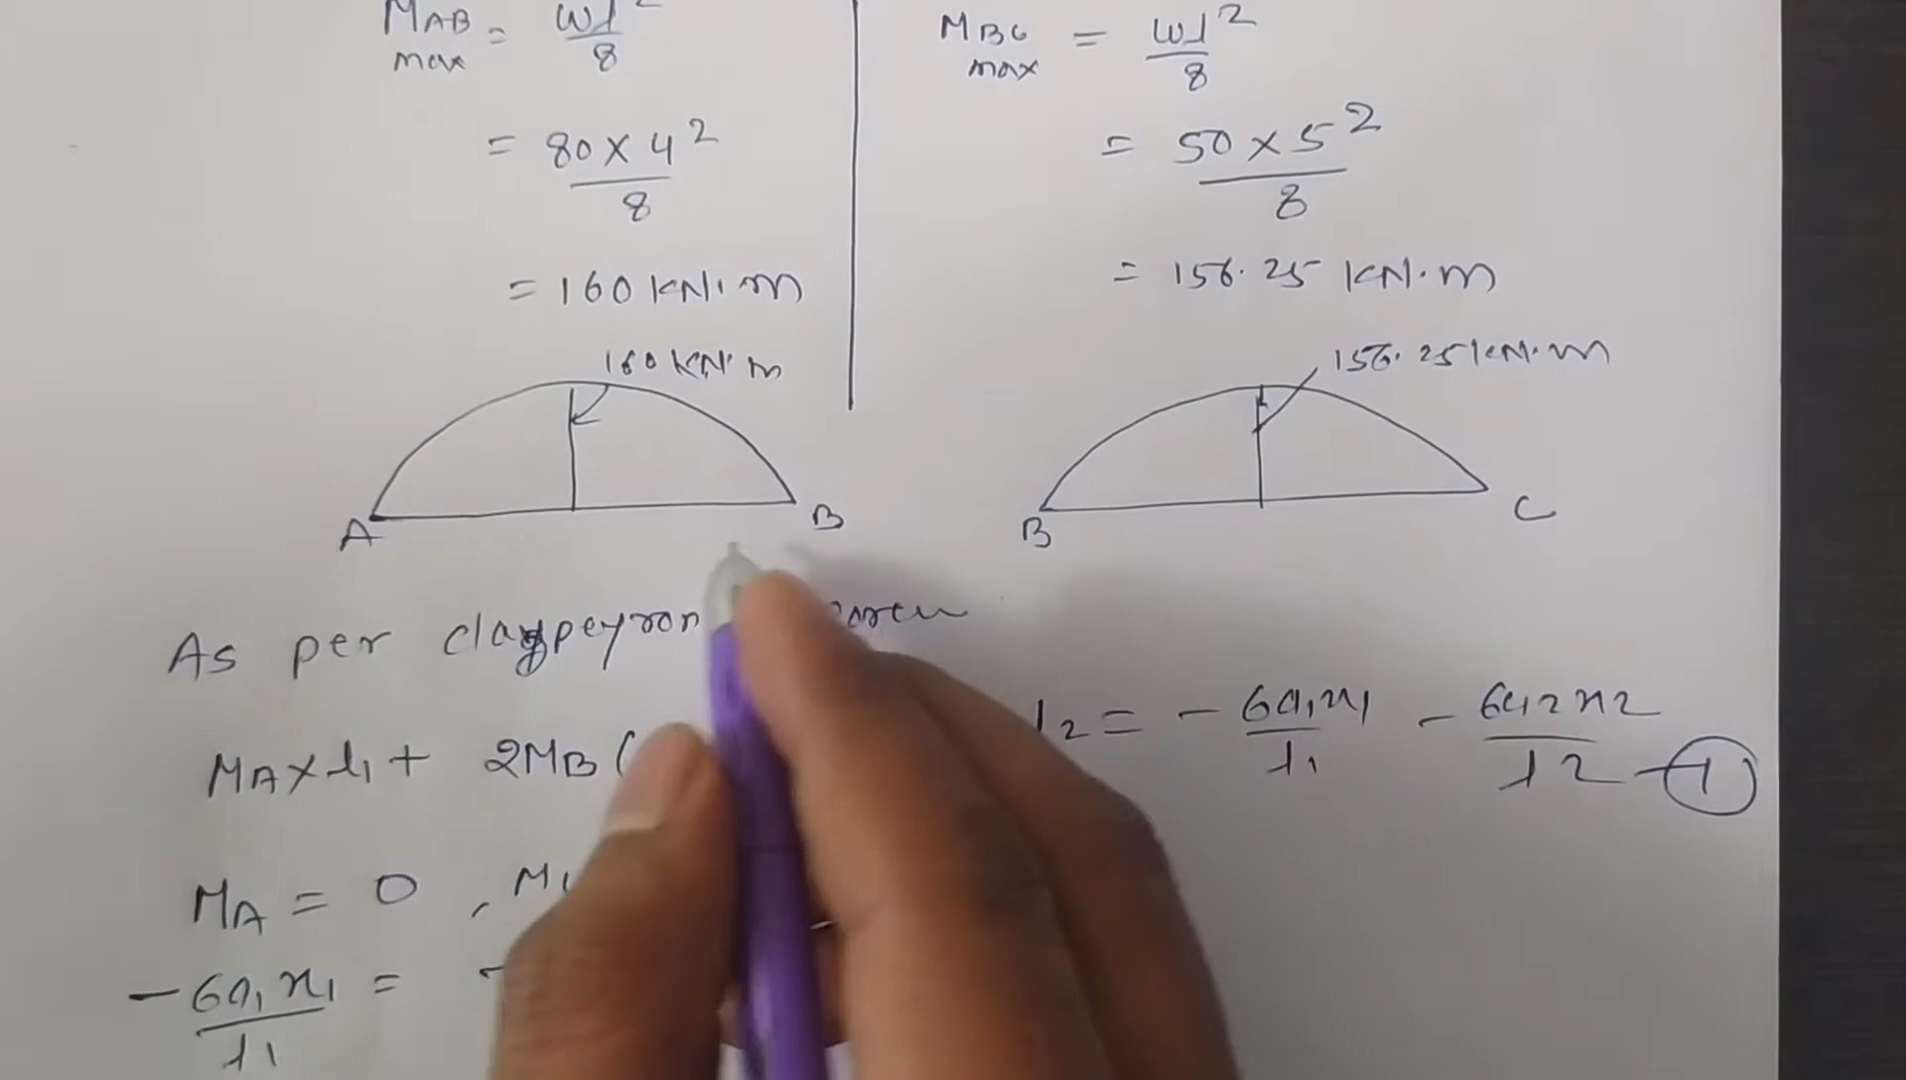 MAB max = wl²/8
= 80 x 4²/8
= 160 KN.m
160 KN.m
A B
MBC max = wl²/8
= 50 x 5²/8
= 156.25 KN.m
156.25 KN.m
B C
As per claypeyron
MA x l1 + 2MB ( l2 = - 6a1x1/l1 - 6a2x2/l2 - 1
MA = 0 ,
- 6a1x1/l1 =